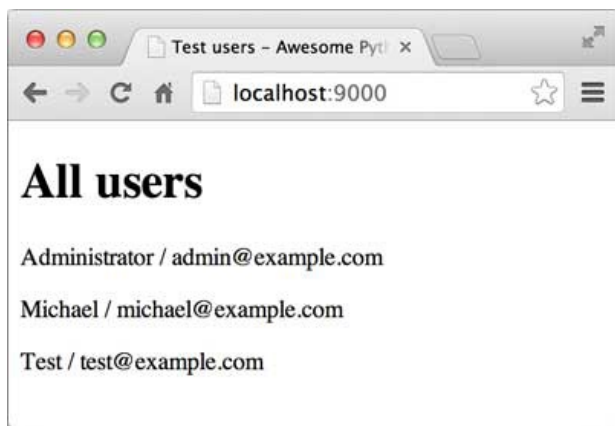 Test users – Awesome Pyt
localhost:9000
All users
Administrator / admin@example.com
Michael / michael@example.com
Test / test@example.com